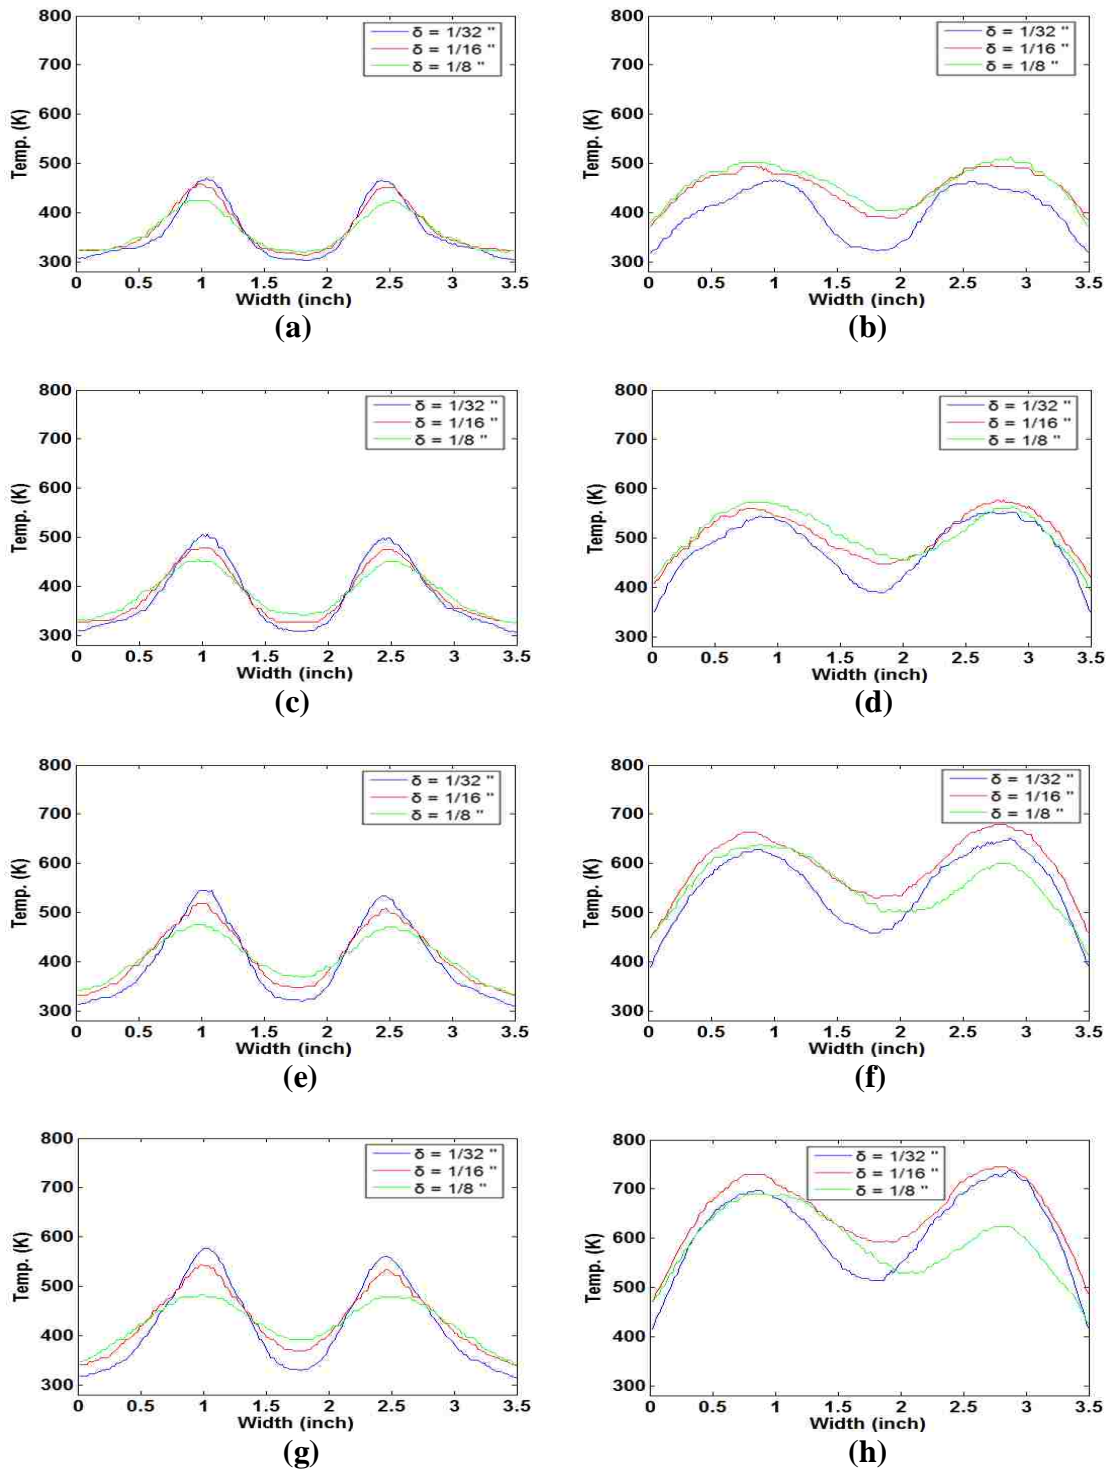 800
700
600
500
400
300
Temp. (K)
δ = 1/32 "
δ = 1/16 "
δ = 1/8 "
0 0.5 1 1.5 2 2.5 3 3.5
Width (inch)
(a)
800
700
600
500
400
300
Temp. (K)
δ = 1/32 "
δ = 1/16 "
δ = 1/8 "
0 0.5 1 1.5 2 2.5 3 3.5
Width (inch)
(b)
800
700
600
500
400
300
Temp. (K)
δ = 1/32 "
δ = 1/16 "
δ = 1/8 "
0 0.5 1 1.5 2 2.5 3 3.5
Width (inch)
(c)
800
700
600
500
400
300
Temp. (K)
δ = 1/32 "
δ = 1/16 "
δ = 1/8 "
0 0.5 1 1.5 2 2.5 3 3.5
Width (inch)
(d)
800
700
600
500
400
300
Temp. (K)
δ = 1/32 "
δ = 1/16 "
δ = 1/8 "
0 0.5 1 1.5 2 2.5 3 3.5
Width (inch)
(e)
800
700
600
500
400
300
Temp. (K)
δ = 1/32 "
δ = 1/16 "
δ = 1/8 "
0 0.5 1 1.5 2 2.5 3 3.5
Width (inch)
(f)
800
700
600
500
400
300
Temp. (K)
δ = 1/32 "
δ = 1/16 "
δ = 1/8 "
0 0.5 1 1.5 2 2.5 3 3.5
Width (inch)
(g)
800
700
600
500
400
300
Temp. (K)
δ = 1/32 "
δ = 1/16 "
δ = 1/8 "
0 0.5 1 1.5 2 2.5 3 3.5
Width (inch)
(h)